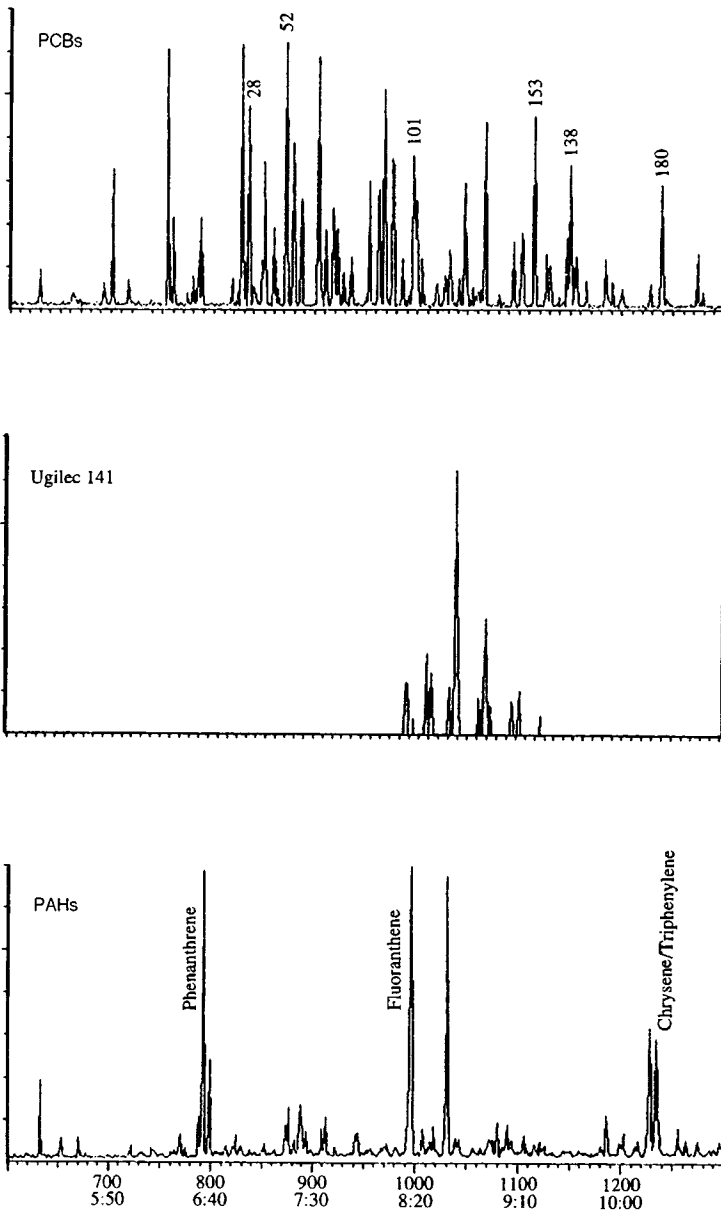 PCBs
28
52
101
153
138
180
Ugilec 141
PAHs
Phenanthrene
Fluoranthene
Chrysene/Triphenylene
700 800 900 1000 1100 1200
5:50 6:40 7:30 8:20 9:10 10:00